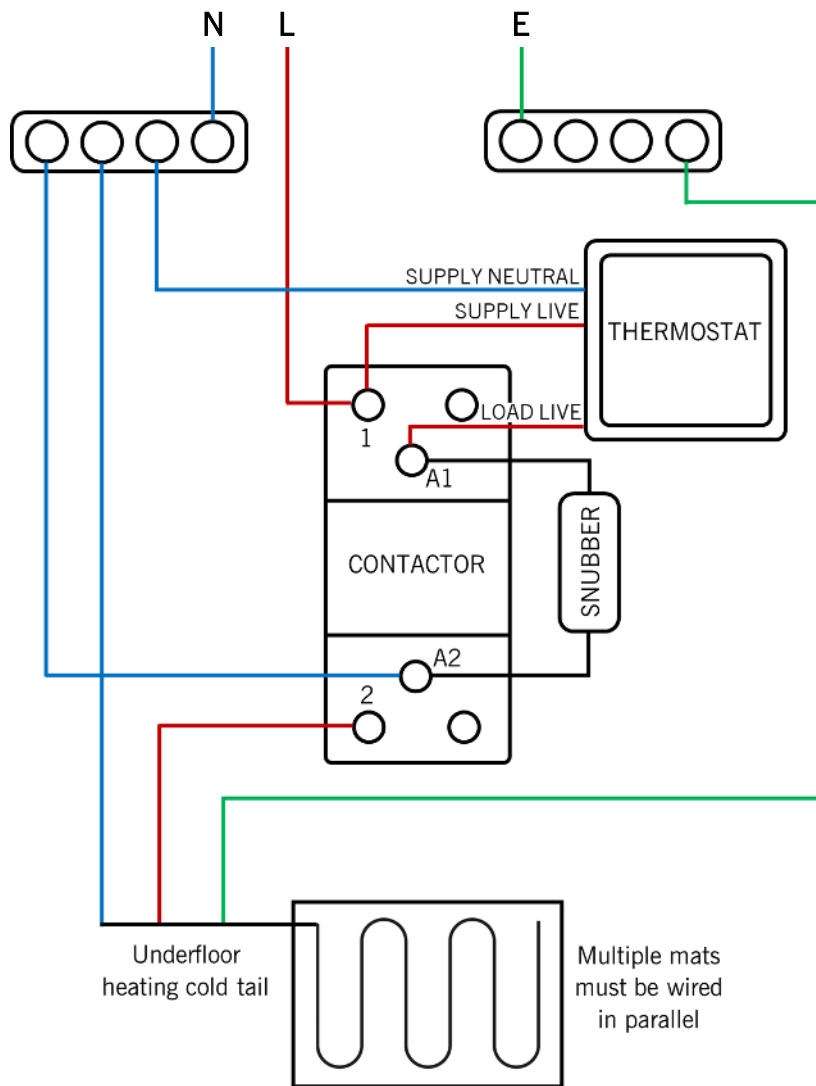 N L E
SUPPLY NEUTRAL
SUPPLY LIVE
THERMOSTAT
LOAD LIVE
1
A1
SNUBBER
CONTACTOR
A2
2
Underfloor
heating cold tail
Multiple mats
must be wired
in parallel